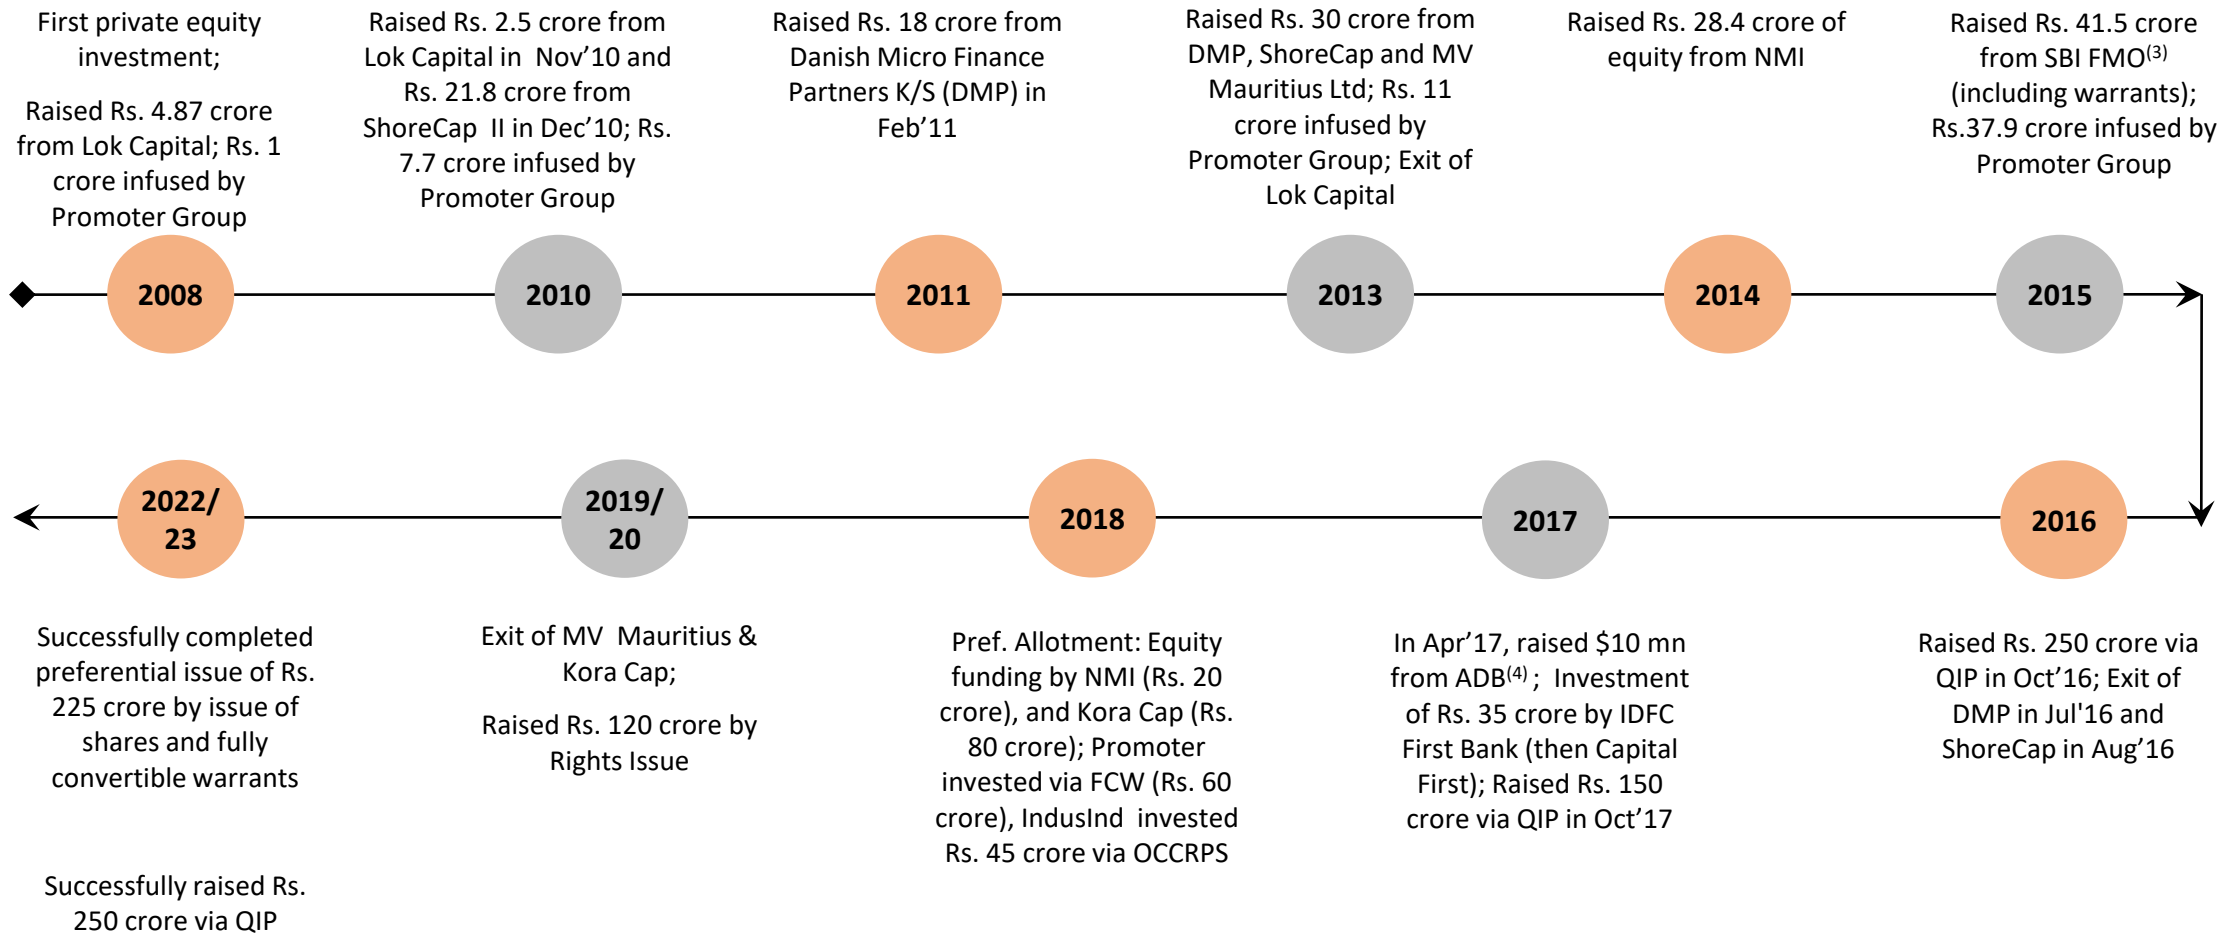 First private equity
investment;
Raised Rs. 4.87 crore
from Lok Capital; Rs. 1
crore infused by
Promoter Group
Raised Rs. 2.5 crore from
Lok Capital in Nov’10 and
Rs. 21.8 crore from
ShoreCap II in Dec’10; Rs.
7.7 crore infused by
Promoter Group
Raised Rs. 18 crore from
Danish Micro Finance
Partners K/S (DMP) in
Feb’11
Raised Rs. 30 crore from
DMP, ShoreCap and MV
Mauritius Ltd; Rs. 11
crore infused by
Promoter Group; Exit of
Lok Capital
Raised Rs. 28.4 crore of
equity from NMI
Raised Rs. 41.5 crore
from SBI FMO(3)
(including warrants);
Rs.37.9 crore infused by
Promoter Group
2008
2010
2011
2013
2014
2015
2022/
23
2019/
20
2018
2017
2016
Successfully completed
preferential issue of Rs.
225 crore by issue of
shares and fully
convertible warrants
Successfully raised Rs.
250 crore via QIP
Exit of MV Mauritius &
Kora Cap;
Raised Rs. 120 crore by
Rights Issue
Pref. Allotment: Equity
funding by NMI (Rs. 20
crore), and Kora Cap (Rs.
80 crore); Promoter
invested via FCW (Rs. 60
crore), IndusInd invested
Rs. 45 crore via OCCRPS
In Apr’17, raised $10 mn
from ADB(4) ; Investment
of Rs. 35 crore by IDFC
First Bank (then Capital
First); Raised Rs. 150
crore via QIP in Oct’17
Raised Rs. 250 crore via
QIP in Oct’16; Exit of
DMP in Jul'16 and
ShoreCap in Aug’16